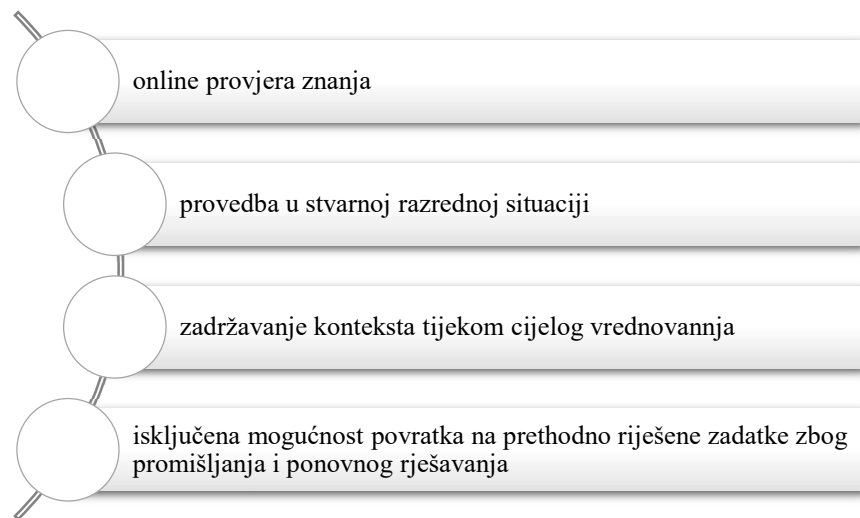 online provjera znanja
provedba u stvarnoj razrednoj situaciji
zadržavanje konteksta tijekom cijelog vrednovannja
isključena mogućnost povratka na prethodno riješene zadatke zbog
promišljanja i ponovnog rješavanja